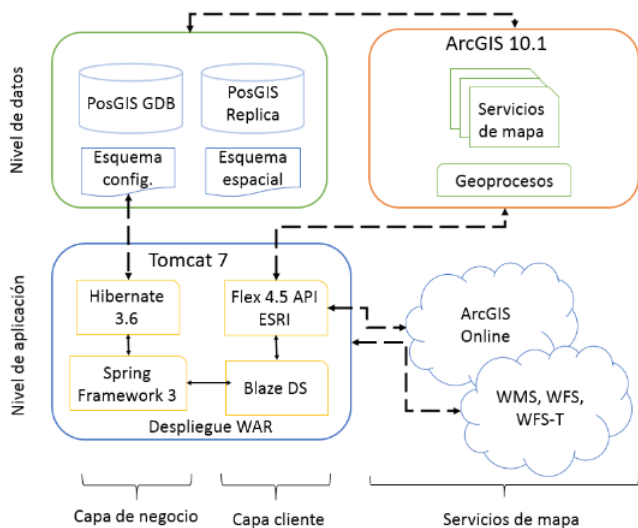 Nivel de datos
PosGIS GDB
PosGIS
Replica
Esquema
config.
Esquema
espacial
ArcGIS 10.1
Servicios
de mapa
Geoprocesos
Nivel de aplicación
Tomcat 7
Hibernate
3.6
Flex 4.5 API
ESRI
Spring
Framework 3
Blaze DS
Despliegue WAR
ArcGIS
Online
WMS, WFS,
WFS-T
Capa de negocio
Capa cliente
Servicios de mapa